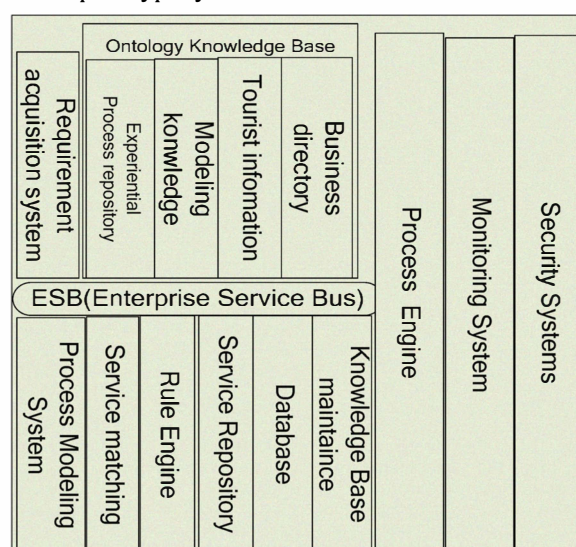 Ontology Knowledge Base
Requirement
acquisition system
Experiential
Process repository
Modeling
konwledge
Tourist infomation
Business
directory
ESB(Enterprise Service Bus)
Process Modeling
System
Service matching
Rule Engine
Service Repository
Database
Knowledge Base
maintaince
Process Engine
Monitoring System
Security Systems